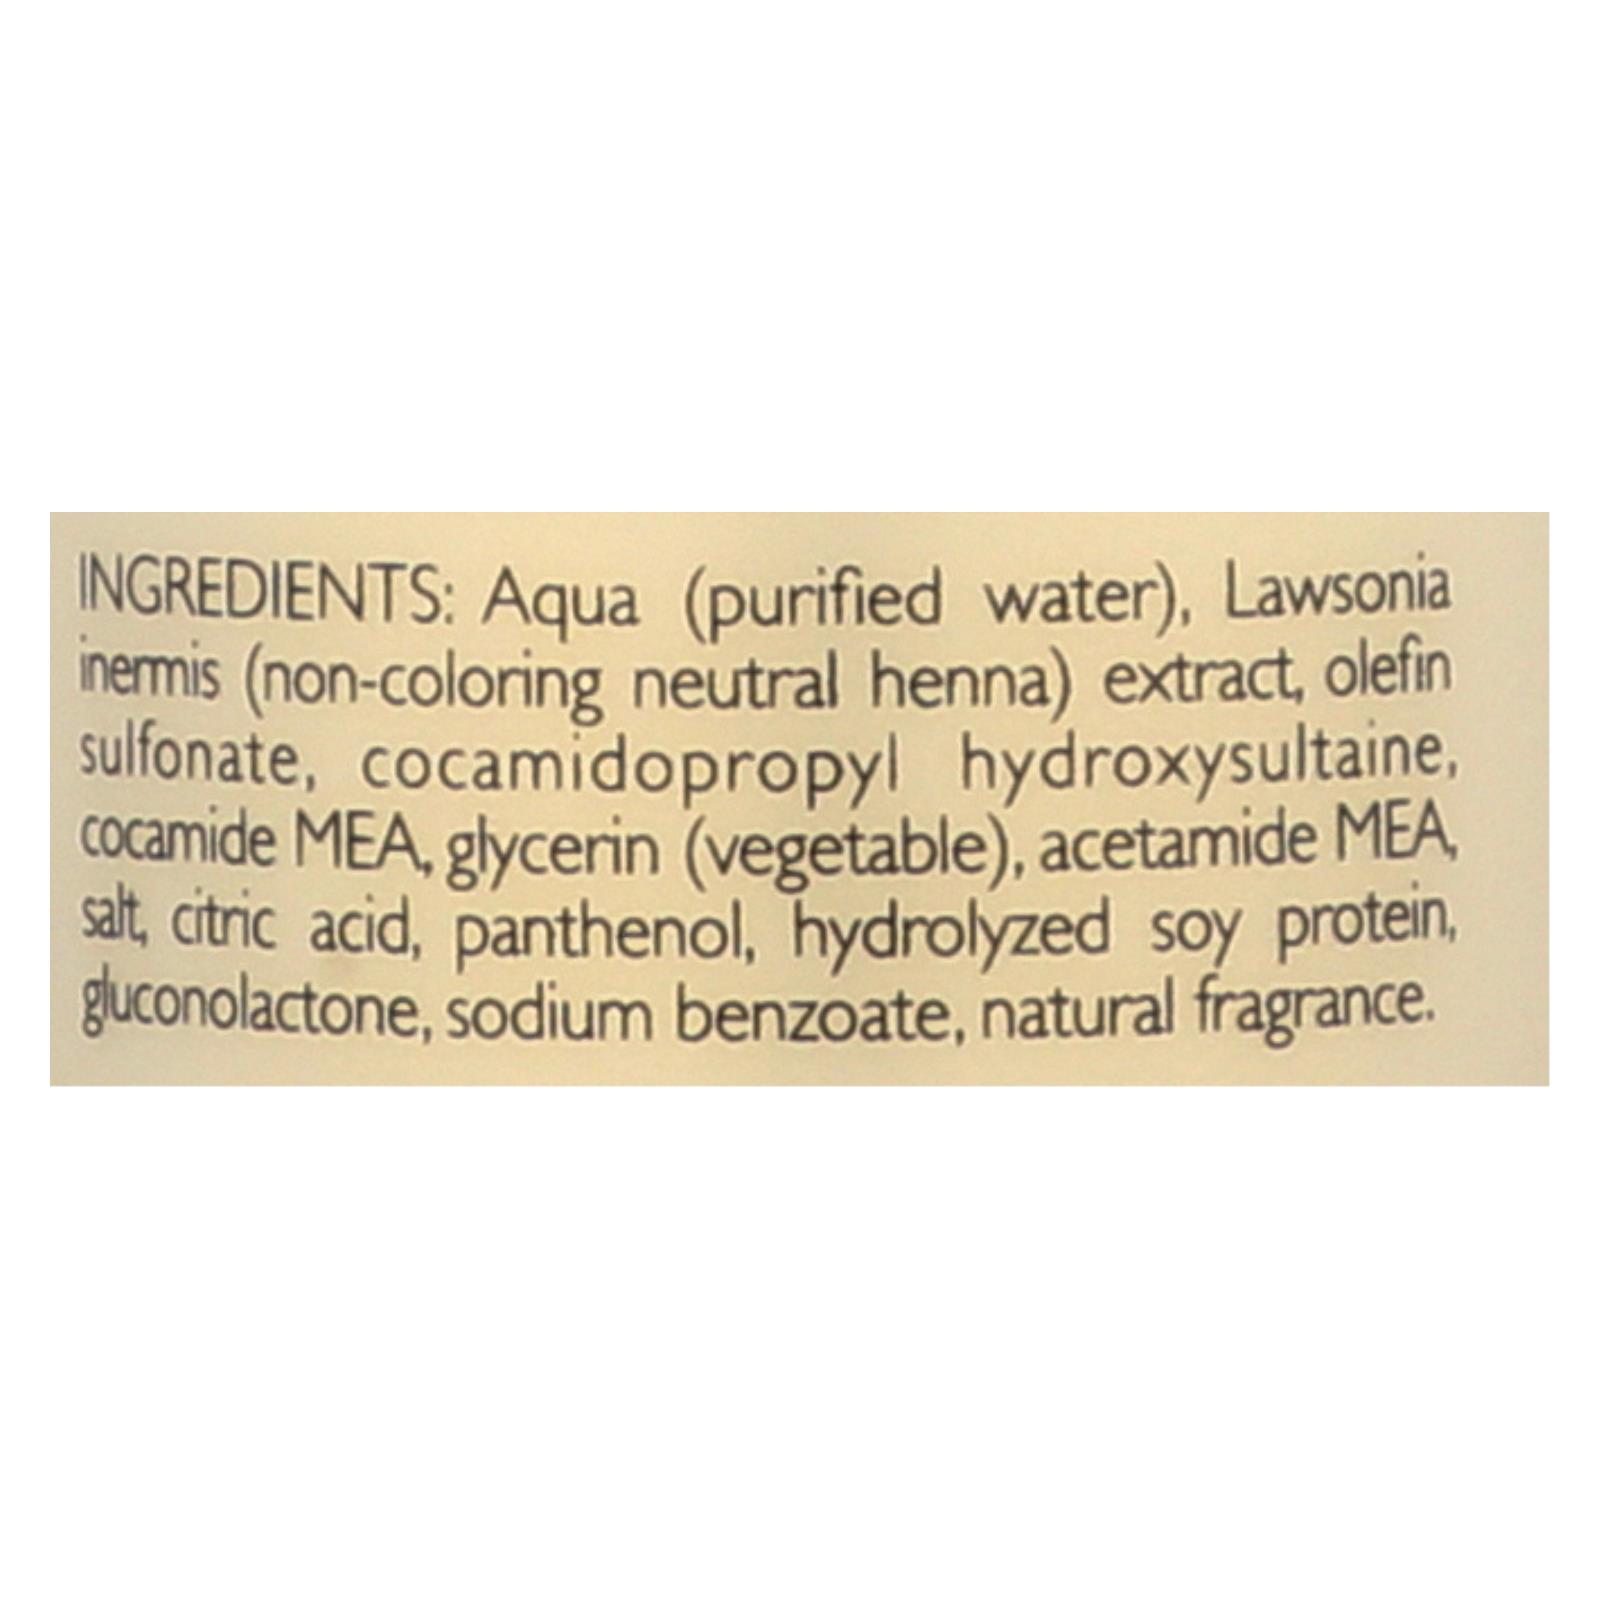 INGREDIENTS: Aqua (purified water), Lawsonia
inermis (non-coloring neutral henna) extract, olefin
sulfonate, cocamidopropyl hydroxysultaine,
cocamide MEA, glycerin (vegetable), acetamide MEA,
salt, citric acid, panthenol, hydrolyzed soy protein,
gluconolactone, sodium benzoate, natural fragrance.